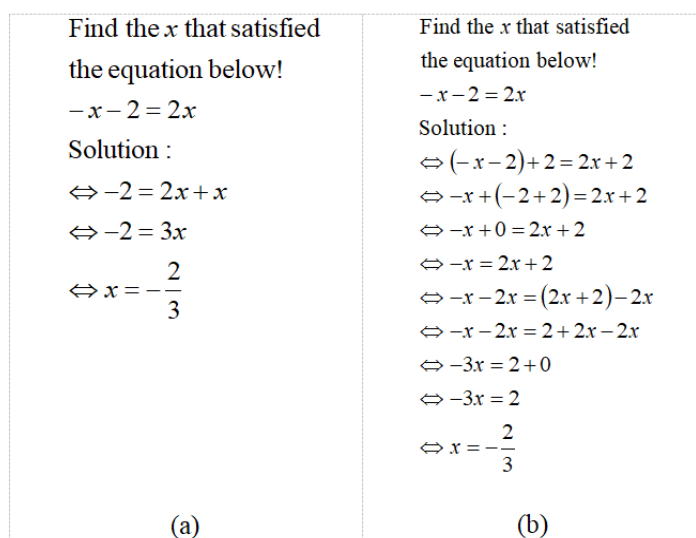 Find the x that satisfied
the equation below!
−x−2=2x
Solution :
⇔ −2=2x+x
⇔ −2=3x
⇔ x=−2/3
(a)
Find the x that satisfied
the equation below!
−x−2=2x
Solution :
⇔ (−x−2)+2=2x+2
⇔ −x+(−2+2)=2x+2
⇔ −x+0=2x+2
⇔ −x=2x+2
⇔ −x−2x=(2x+2)−2x
⇔ −x−2x=2+2x−2x
⇔ −3x=2+0
⇔ −3x=2
⇔ x=−2/3
(b)